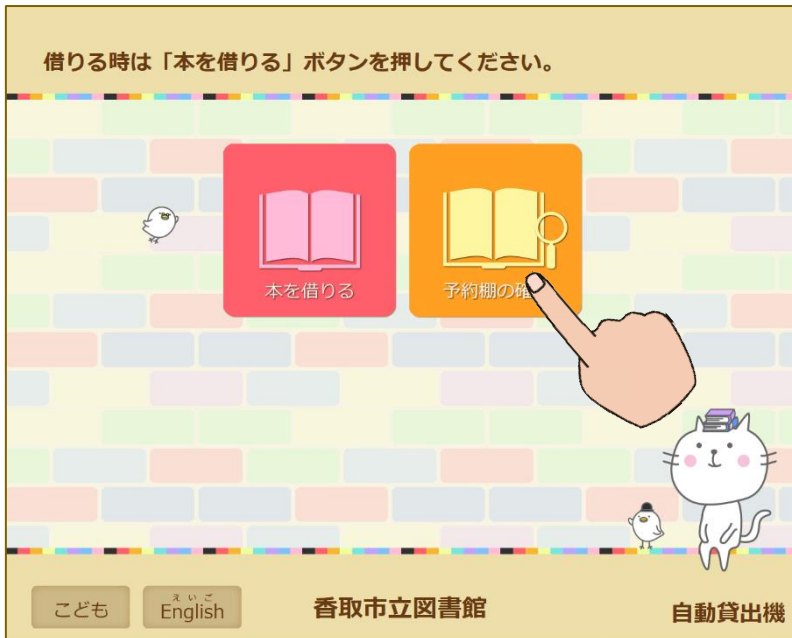 借りる時は「本を借りる」ボタンを押してください。
本を借りる
予約棚の確
こども
えいご
English
香取市立図書館
自動貸出機